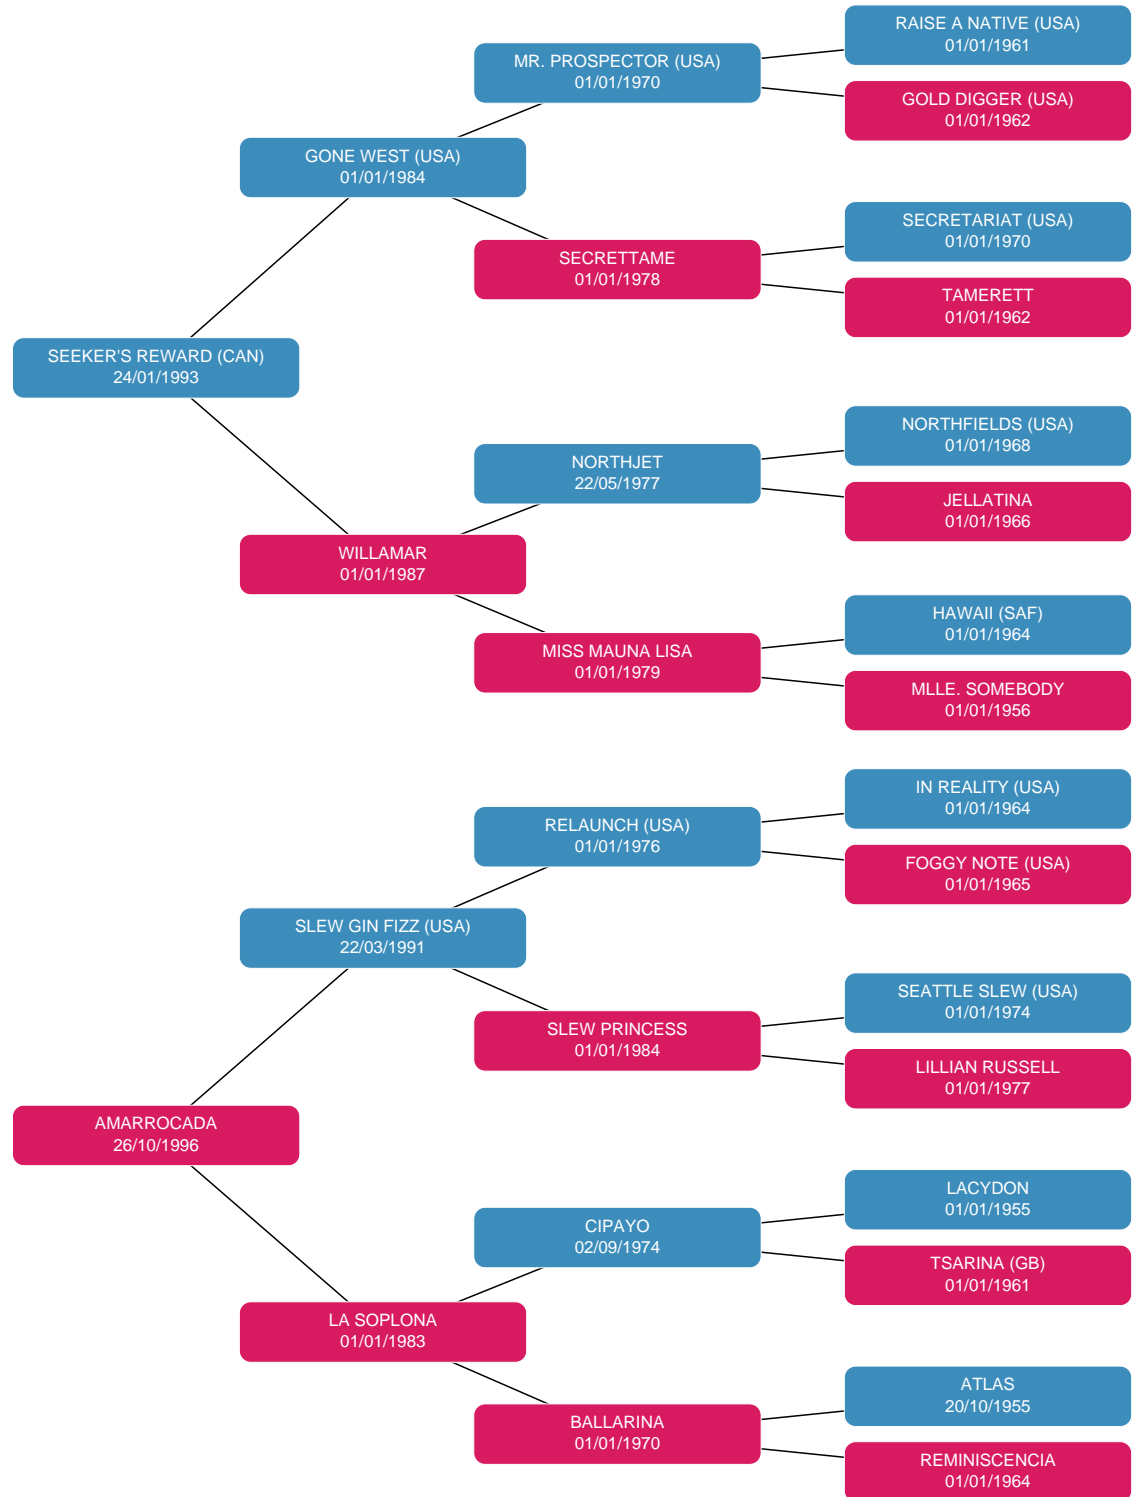 RAISE A NATIVE (USA)
01/01/1961
MR. PROSPECTOR (USA)
01/01/1970
GOLD DIGGER (USA)
01/01/1962
GONE WEST (USA)
01/01/1984
SECRETARIAT (USA)
01/01/1970
SECRETTAME
01/01/1978
TAMERETT
01/01/1962
SEEKER'S REWARD (CAN)
24/01/1993
NORTHFIELDS (USA)
01/01/1968
NORTHJET
22/05/1977
JELLATINA
01/01/1966
WILLAMAR
01/01/1987
HAWAII (SAF)
01/01/1964
MISS MAUNA LISA
01/01/1979
MLLE. SOMEBODY
01/01/1956
IN REALITY (USA)
01/01/1964
RELAUNCH (USA)
01/01/1976
FOGGY NOTE (USA)
01/01/1965
SLEW GIN FIZZ (USA)
22/03/1991
SEATTLE SLEW (USA)
01/01/1974
SLEW PRINCESS
01/01/1984
LILLIAN RUSSELL
01/01/1977
AMARROCADA
26/10/1996
LACYDON
01/01/1955
CIPAYO
02/09/1974
TSARINA (GB)
01/01/1961
LA SOPLONA
01/01/1983
ATLAS
20/10/1955
BALLARINA
01/01/1970
REMINISCENCIA
01/01/1964